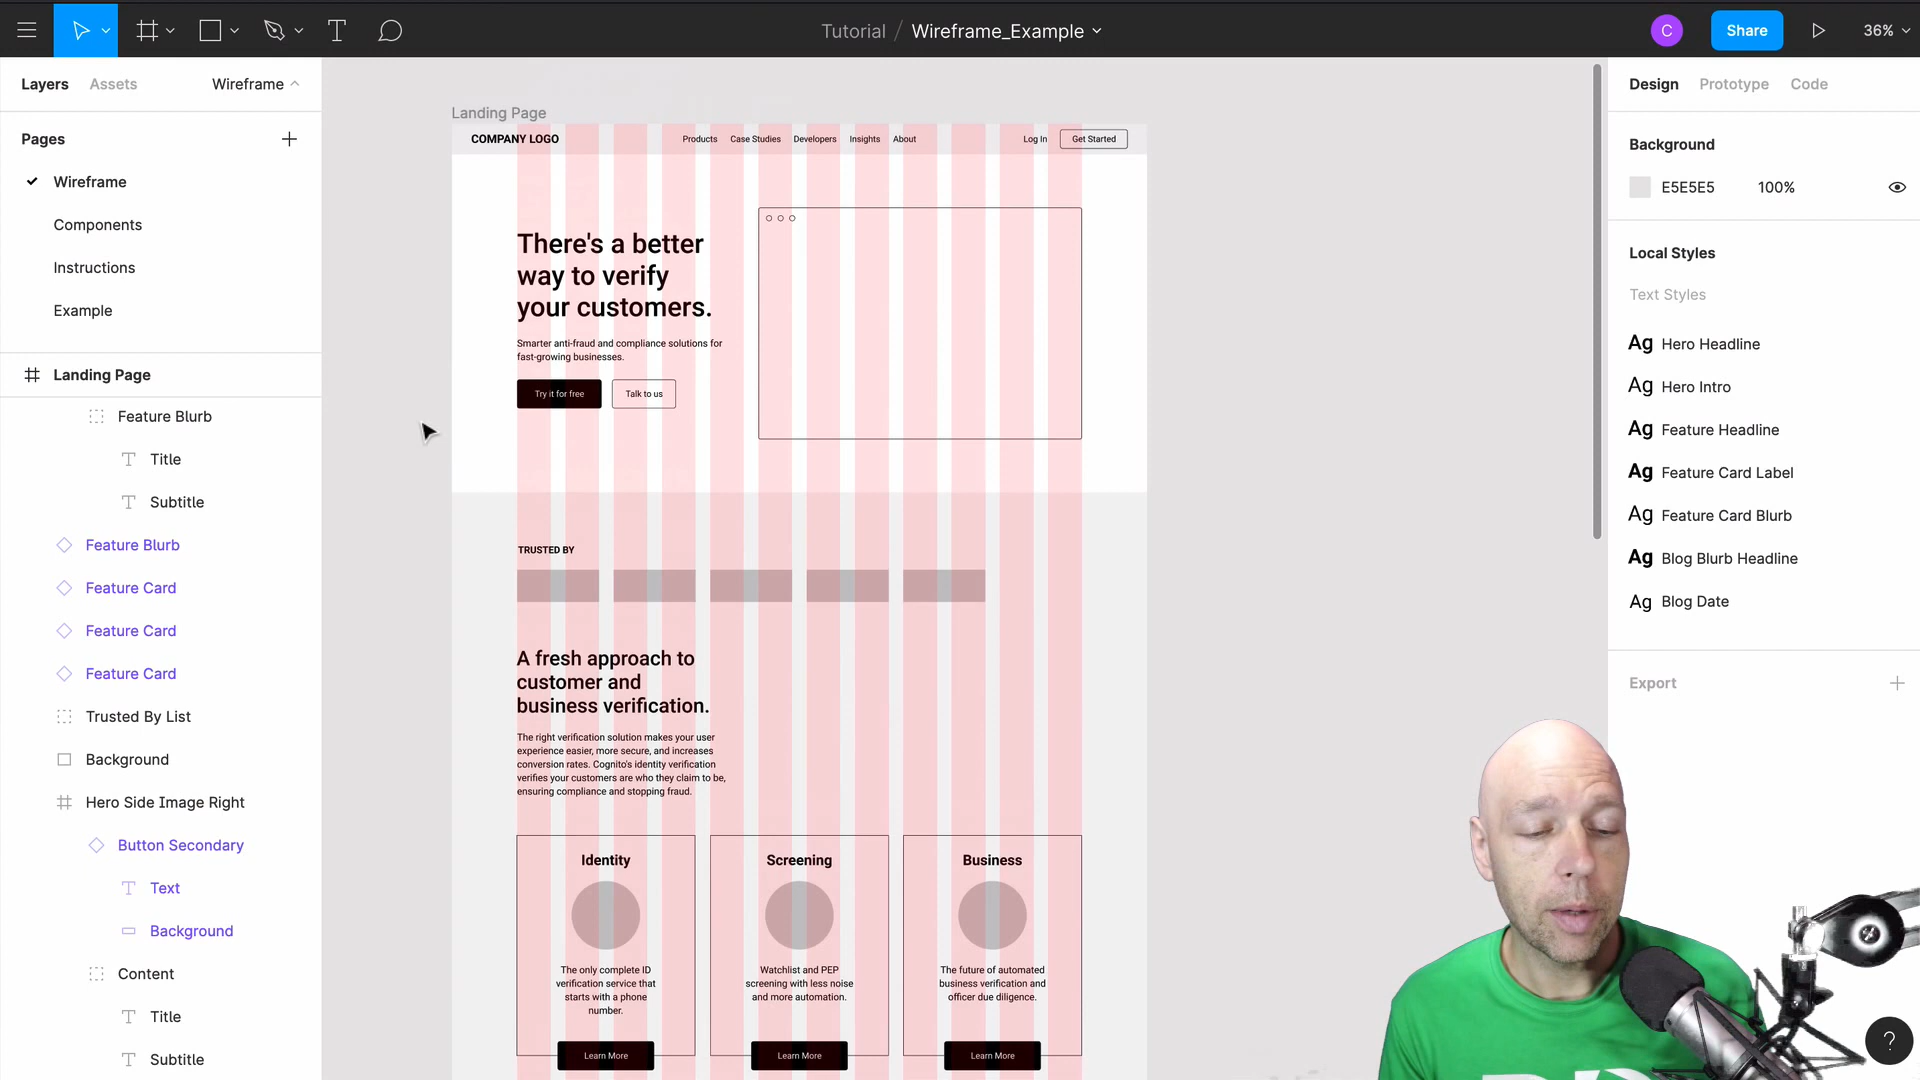 Tutorial / Wireframe_Example
C
Share
36%
Layers
Assets
Wireframe
Pages
Wireframe
Components
Instructions
Example
Landing Page
Feature Blurb
Title
Subtitle
Feature Blurb
Feature Card
Feature Card
Feature Card
Trusted By List
Background
Hero Side Image Right
Button Secondary
Text
Background
Content
Title
Subtitle
Landing Page
COMPANY LOGO
Products
Case Studies
Developers
Insights
About
Log In
Get Started
There's a better
way to verify
your customers.
Smarter anti-fraud and compliance solutions for
fast-growing businesses.
Try it for free
Talk to us
TRUSTED BY
A fresh approach to
customer and
business verification.
The right verification solution makes your user
experience easier, more secure, and increases
conversion rates. Cognito's identity verification
verifies your customers are who they claim to be,
ensuring compliance and stopping fraud.
Identity
The only complete ID
verification service that
starts with a phone
number.
Learn More
Screening
Watchlist and PEP
screening with less noise
and more automation.
Learn More
Business
The future of automated
business verification and
officer due diligence.
Learn More
Design
Prototype
Code
Background
E5E5E5
100%
Local Styles
Text Styles
Ag Hero Headline
Ag Hero Intro
Ag Feature Headline
Ag Feature Card Label
Ag Feature Card Blurb
Ag Blog Blurb Headline
Ag Blog Date
Export
?